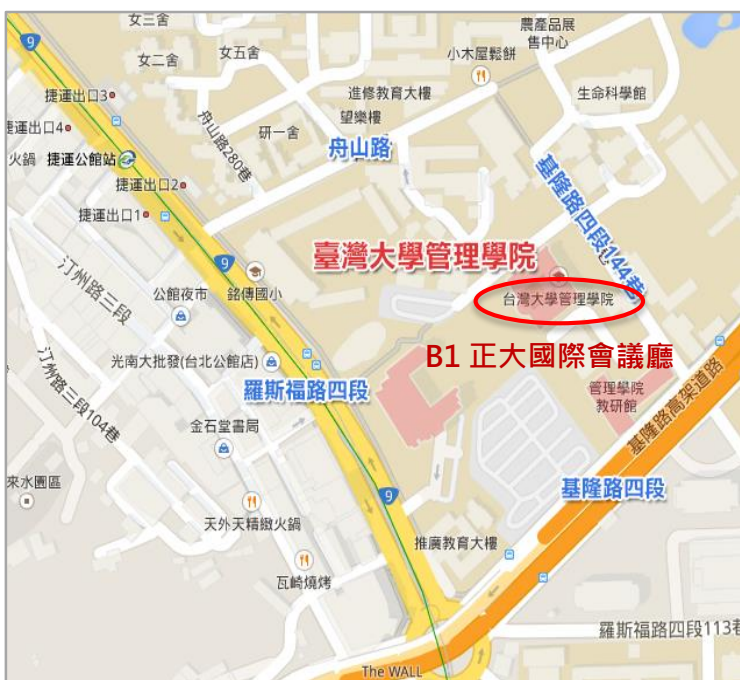 女三舍
農產品展
售中心
9
女二舍
女五舍
小木屋鬆餅
捷運出口3
進修教育大樓
生命科學館
望樂樓
捷運出口4
研一舍
舟山路
火鍋
捷運公館站
舟山路280巷
捷運出口2
基隆路四段144巷
捷運出口1
臺灣大學管理學院
9
汀州路三段
公館夜市
銘傳國小
台灣大學管理學院
B1 正大國際會議廳
光南大批發(台北公館店)
羅斯福路四段
管理學院
教研館
汀州路三段104巷
金石堂書局
基隆路高架道路
來水園區
9
基隆路四段
天外天精緻火鍋
推廣教育大樓
瓦崎燒烤
羅斯福路四段113巷
The WALL